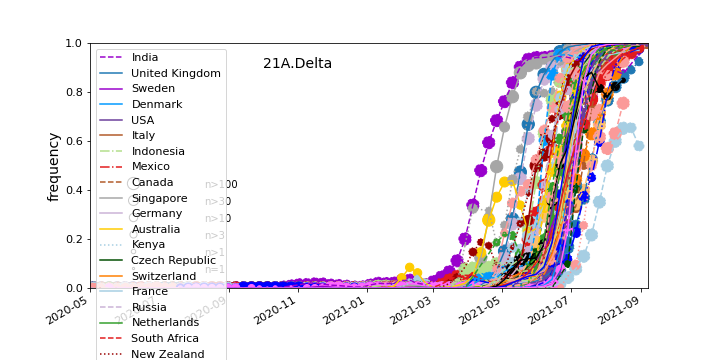 21A.Delta
frequency
1.0
0.8
0.6
0.4
0.2
0.0
India
United Kingdom
Sweden
Denmark
USA
Italy
Indonesia
Mexico
Canada
Singapore
Germany
Australia
Kenya
Czech Republic
Switzerland
France
Russia
Netherlands
South Africa
New Zealand
n>100
n>30
n>10
n>3
n>1
n=1
2020-05
2020-09
2020-11
2021-01
2021-03
2021-05
2021-07
2021-09